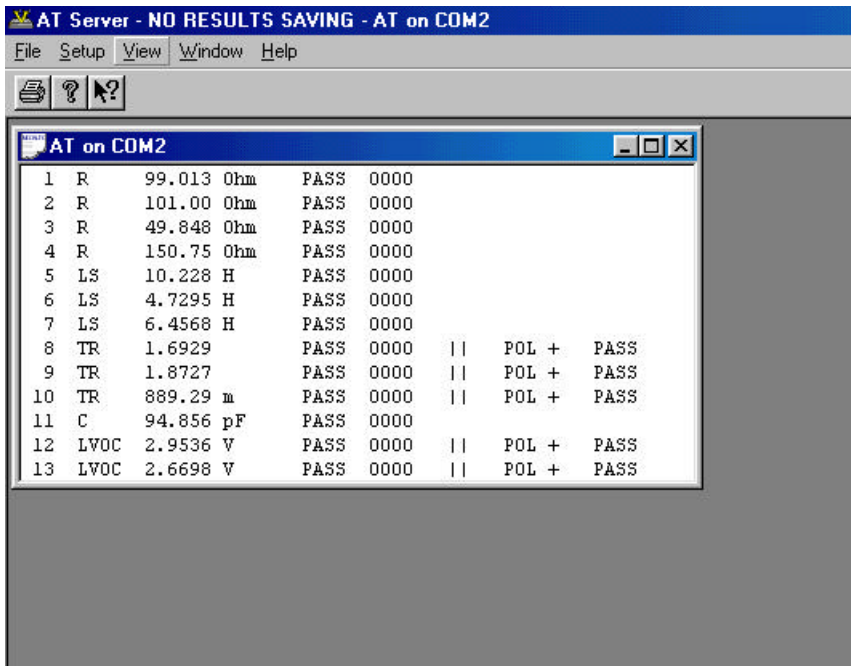 AT Server - NO RESULTS SAVING - AT on COM2
File Setup View Window Help
AT on COM2
1 R 99.013 Ohm PASS 0000
2 R 101.00 Ohm PASS 0000
3 R 49.848 Ohm PASS 0000
4 R 150.75 Ohm PASS 0000
5 LS 10.228 H PASS 0000
6 LS 4.7295 H PASS 0000
7 LS 6.4568 H PASS 0000
8 TR 1.6929 PASS 0000 || POL + PASS
9 TR 1.8727 PASS 0000 || POL + PASS
10 TR 889.29 m PASS 0000 || POL + PASS
11 C 94.856 pF PASS 0000
12 LVOC 2.9536 V PASS 0000 || POL + PASS
13 LVOC 2.6698 V PASS 0000 || POL + PASS